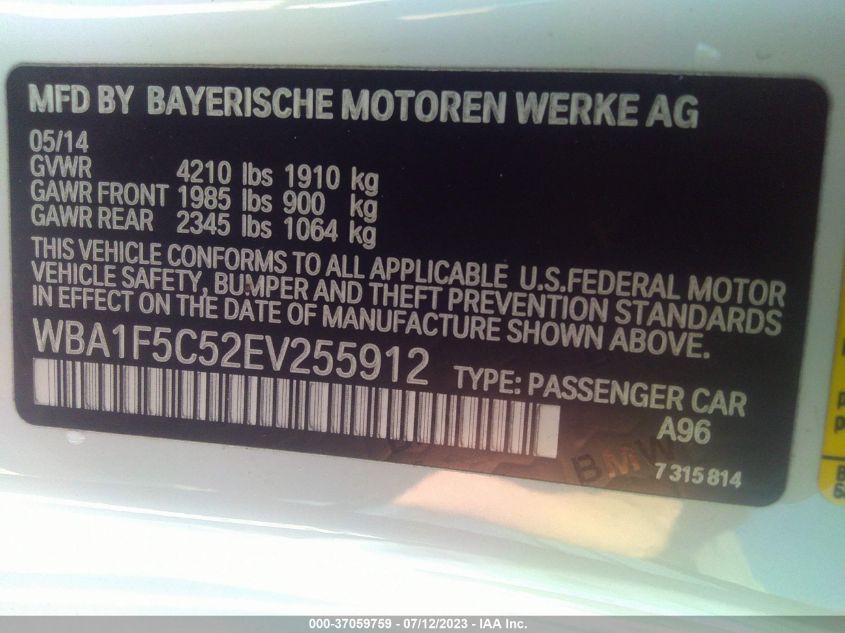 MFD BY BAYERISCHE MOTOREN WERKE AG
05/14
GVWR 4210 lbs 1910 kg
GAWR FRONT 1985 lbs 900 kg
GAWR REAR 2345 lbs 1064 kg
THIS VEHICLE CONFORMS TO ALL APPLICABLE U.S.FEDERAL MOTOR
VEHICLE SAFETY, BUMPER AND THEFT PREVENTION STANDARDS
IN EFFECT ON THE DATE OF MANUFACTURE SHOWN ABOVE.
WBA1F5C52EV255912 TYPE: PASSENGER CAR
A96
BMW
7 315 814
000-37059759 - 07/12/2023 - IAA Inc.